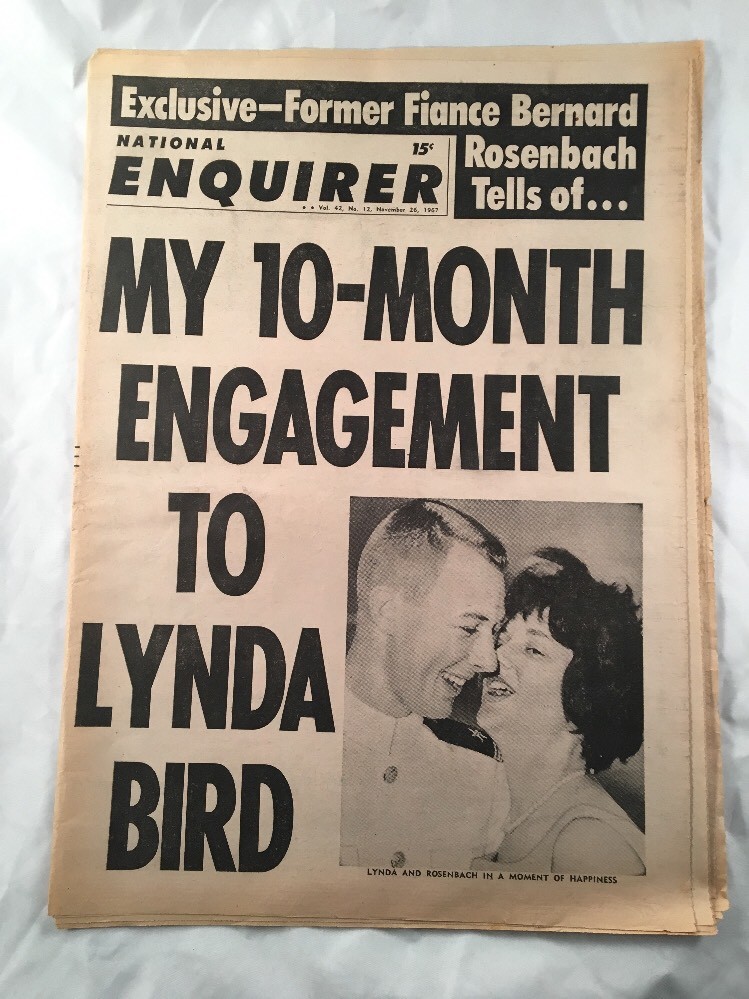 Exclusive—Former Fiance Bernard
Rosenbach
Tells of...
NATIONAL
ENQUIRER
15¢
• • Vol. 42, No. 12, November 26, 1967
MY 10-MONTH
ENGAGEMENT
TO
LYNDA
BIRD
LYNDA AND ROSENBACH IN A MOMENT OF HAPPINESS